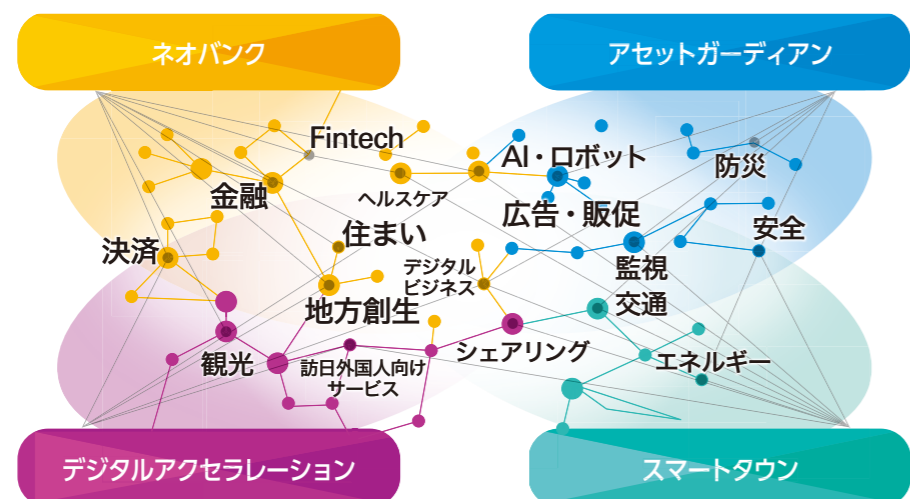 ネオバンク
アセットガーディアン
Fintech
AI・ロボット
防災
金融
ヘルスケア
広告・販促
住まい
安全
決済
デジタル
ビジネス
監視
地方創生
交通
観光
訪日外国人向け
サービス
シェアリング
エネルギー
デジタルアクセラレーション
スマートタウン